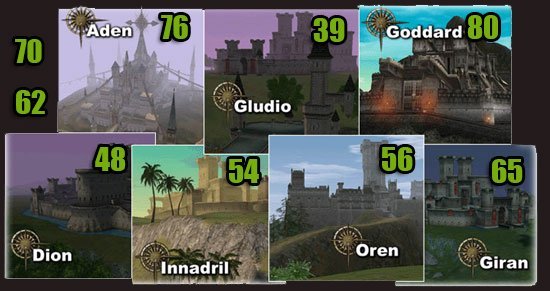 Aden
76
39
Goddard
80
70
62
Gludio
48
54
56
65
Dion
Innadril
Oren
Giran